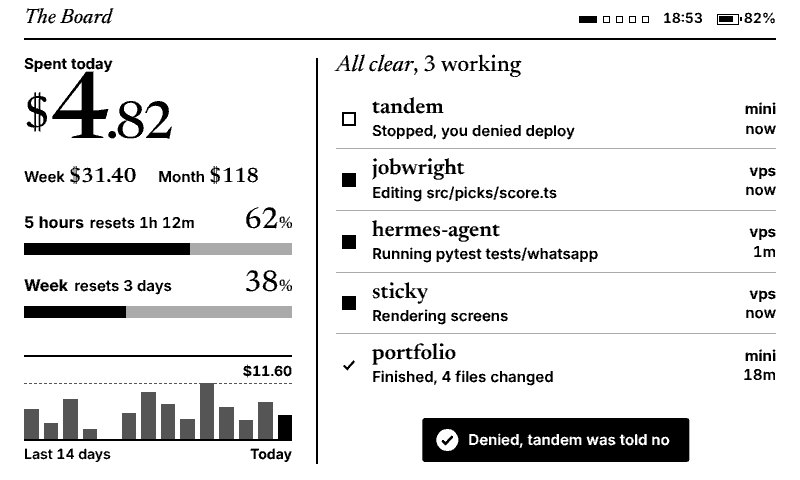 The Board
18:53 82%
Spent today
$4.82
Week $31.40 Month $118
5 hours resets 1h 12m 62%
Week resets 3 days 38%
$11.60
Last 14 days Today
All clear, 3 working
tandem mini
Stopped, you denied deploy now
jobwright vps
Editing src/picks/score.ts now
hermes-agent vps
Running pytest tests/whatsapp 1m
sticky vps
Rendering screens now
portfolio mini
Finished, 4 files changed 18m
Denied, tandem was told no